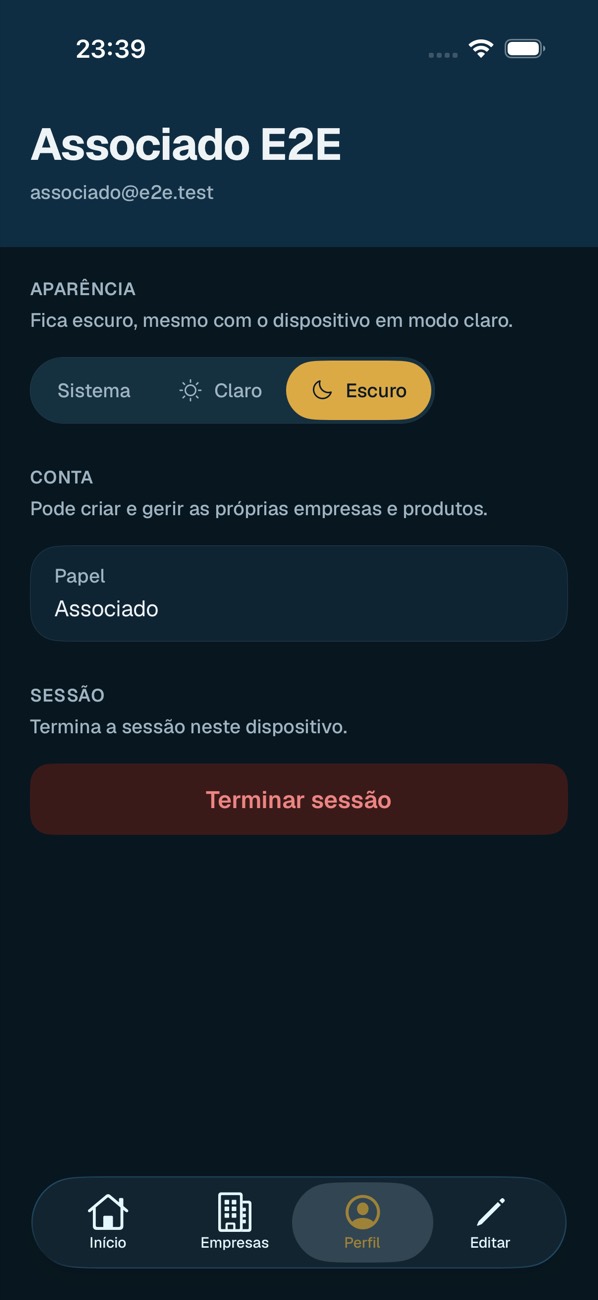 23:39
Associado E2E
associado@e2e.test
APARÊNCIA
Fica escuro, mesmo com o dispositivo em modo claro.
Sistema
Claro
Escuro
CONTA
Pode criar e gerir as próprias empresas e produtos.
Papel
Associado
SESSÃO
Termina a sessão neste dispositivo.
Terminar sessão
Início
Empresas
Perfil
Editar